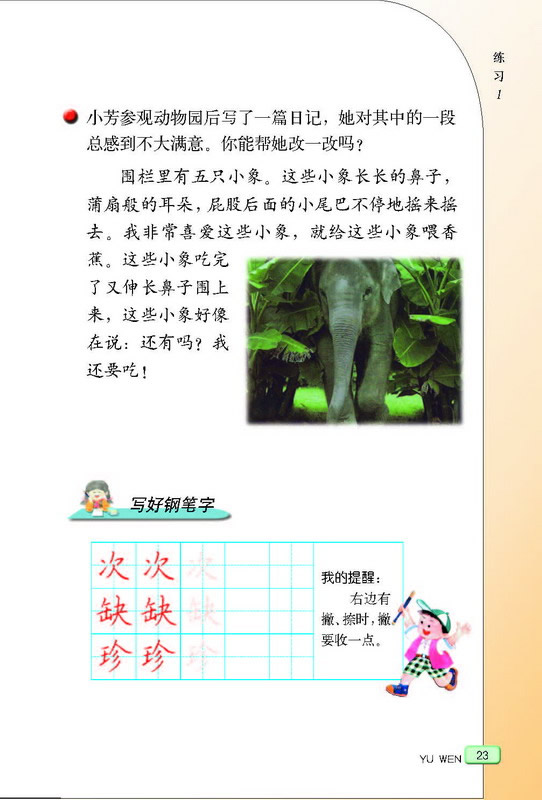 练习1
小芳参观动物园后写了一篇日记，她对其中的一段
总感到不大满意。你能帮她改一改吗？
围栏里有五只小象。这些小象长长的鼻子，
蒲扇般的耳朵，屁股后面的小尾巴不停地摇来摇
去。我非常喜爱这些小象，就给这些小象喂香
蕉。这些小象吃完
了又伸长鼻子围上
来，这些小象好像
在说：还有吗？我
还要吃！
写好钢笔字
次 次 次
缺 缺 缺
珍 珍 珍
我的提醒：
右边有
撇、捺时，撇
要收一点。
YU WEN 23